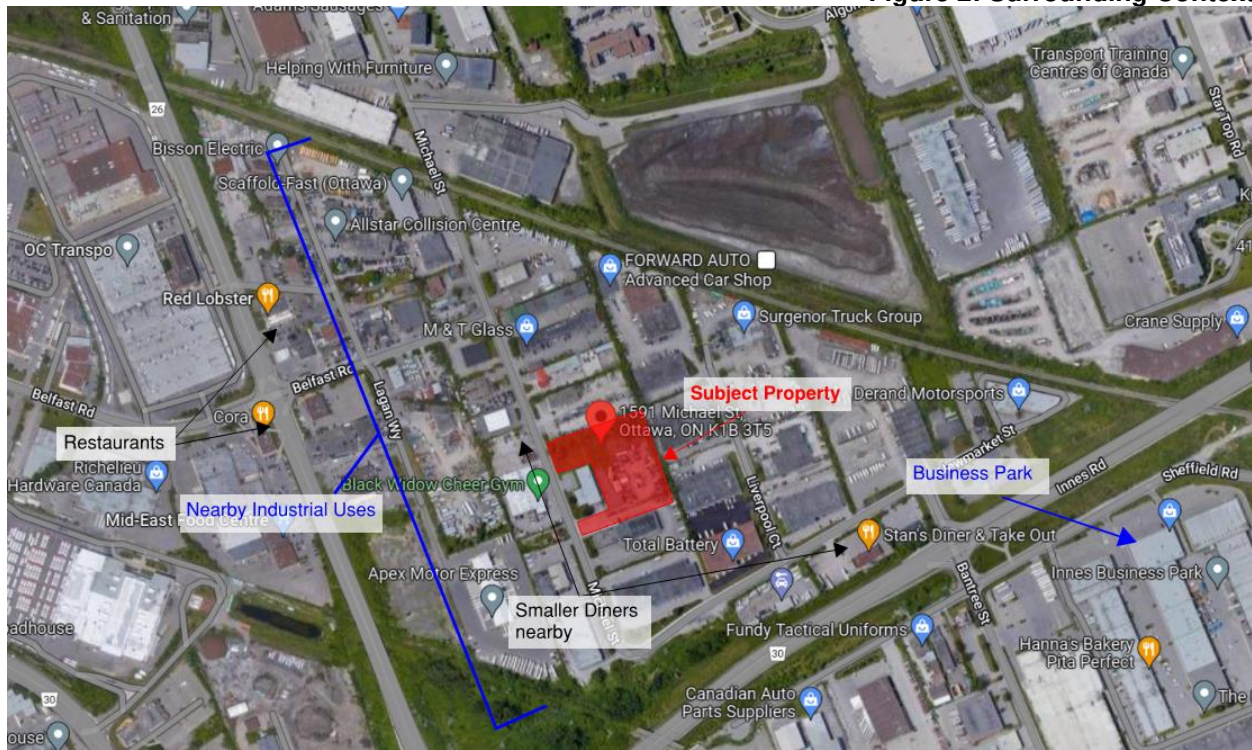 & Sanitation
Adams Sausages
Helping With Furniture
Transport Training
Centres of Canada
Star Top Rd
26
Bisson Electric
Michael St
Scaffold-Fast (Ottawa)
Allstar Collision Centre
OC Transpo
FORWARD AUTO
Advanced Car Shop
Red Lobster
M & T Glass
Surgenor Truck Group
Crane Supply
Belfast Rd
Belfast Rd
Lagan Wy
Subject Property
Derand Motorsports
Cora
1591 Michael St,
Ottawa, ON K1B 3T5
Restaurants
Newmarket St
Innes Rd
Sheffield Rd
Richelieu
Hardware Canada
Business Park
Black Widow Cheer Gym
Nearby Industrial Uses
Liverpool Ct
Mid-East Food Centre
Total Battery
Stan's Diner & Take Out
Apex Motor Express
Innes Business Park
Bantree St
Smaller Diners
nearby
Michael St
Fundy Tactical Uniforms
Hanna's Bakery
Pita Perfect
30
30
Canadian Auto
Parts Suppliers
The